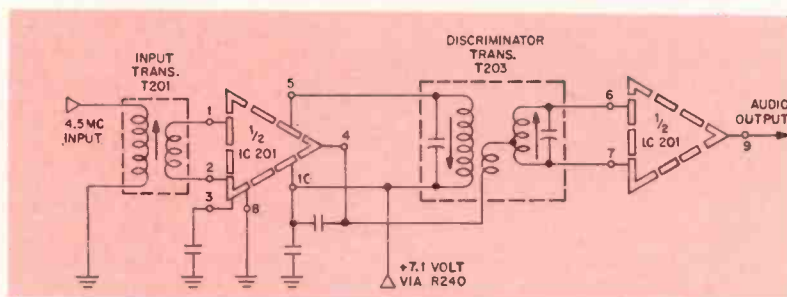 INPUT
TRANS.
T201
4.5MC
INPUT
1
2
3
8
1/2
IC 201
5
4
10
+7.1 VOLT
VIA R240
DISCRIMINATOR
TRANS.
T203
6
7
1/2
IC 201
9
AUDIO
OUTPUT